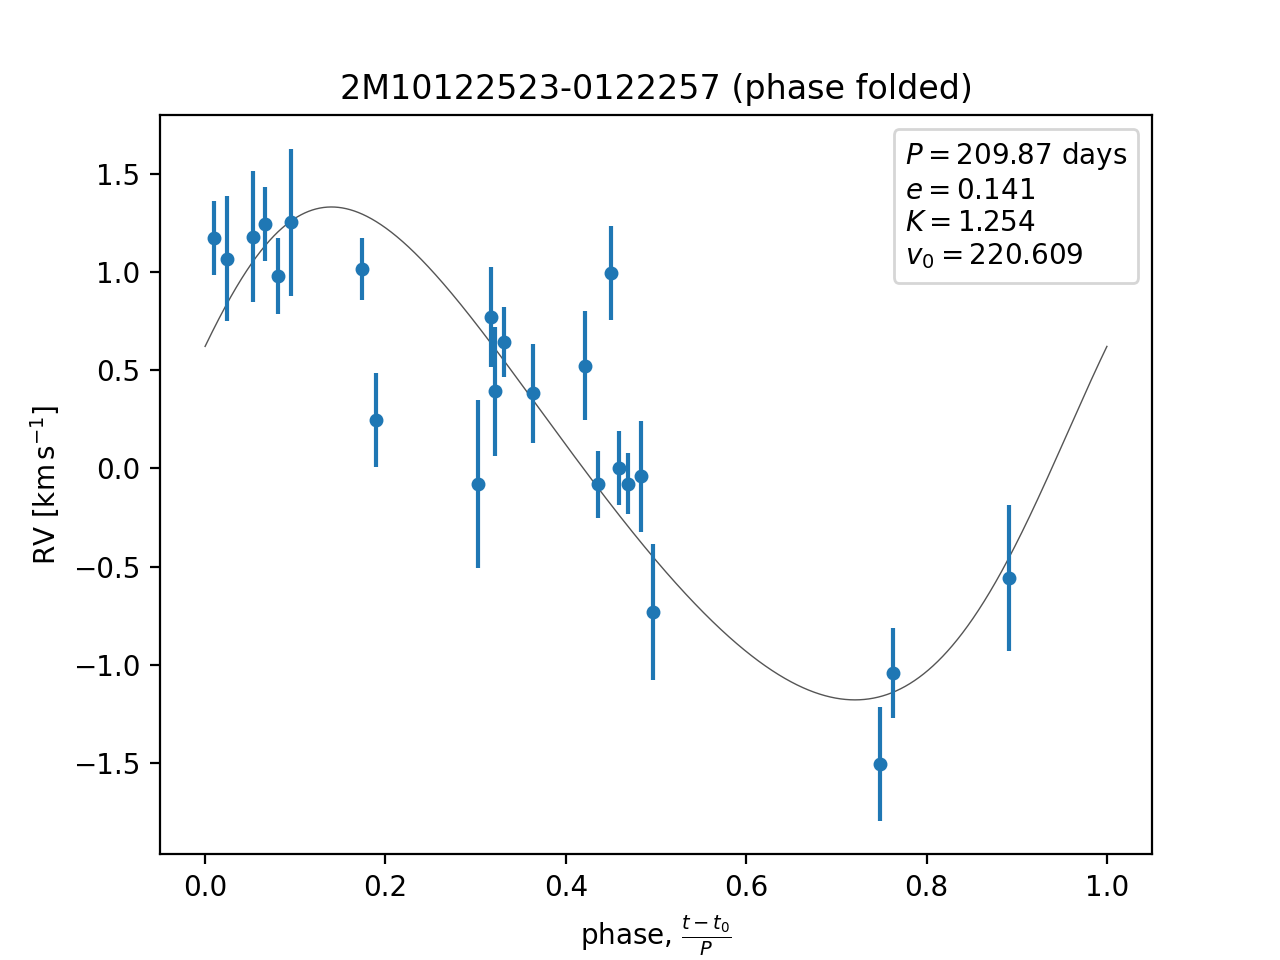 2M10122523-0122257 (phase folded)
P = 209.87 days
e = 0.141
K = 1.254
v₀ = 220.609
RV [km s⁻¹]
1.5
1.0
0.5
0.0
−0.5
−1.0
−1.5
0.0 0.2 0.4 0.6 0.8 1.0
phase, (t − t₀)/P